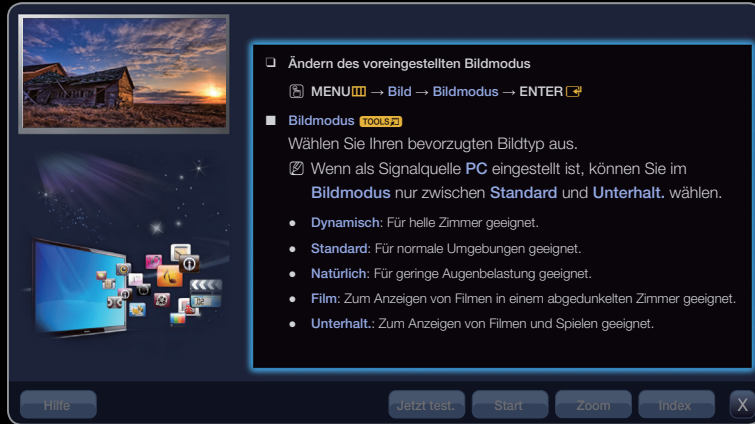 Ändern des voreingestellten Bildmodus
MENU → Bild → Bildmodus → ENTER
Bildmodus TOOLS
Wählen Sie Ihren bevorzugten Bildtyp aus.
Wenn als Signalquelle PC eingestellt ist, können Sie im
Bildmodus nur zwischen Standard und Unterhalt. wählen.
Dynamisch: Für helle Zimmer geeignet.
Standard: Für normale Umgebungen geeignet.
Natürlich: Für geringe Augenbelastung geeignet.
Film: Zum Anzeigen von Filmen in einem abgedunkelten Zimmer geeignet.
Unterhalt.: Zum Anzeigen von Filmen und Spielen geeignet.
Hilfe Jetzt test. Start Zoom Index X